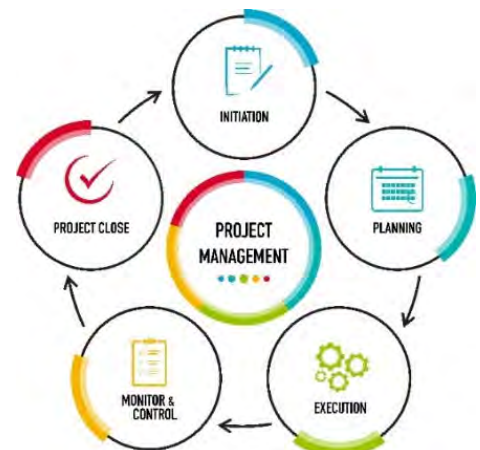 INITIATION
PLANNING
EXECUTION
MONITOR &
CONTROL
PROJECT CLOSE
PROJECT
MANAGEMENT